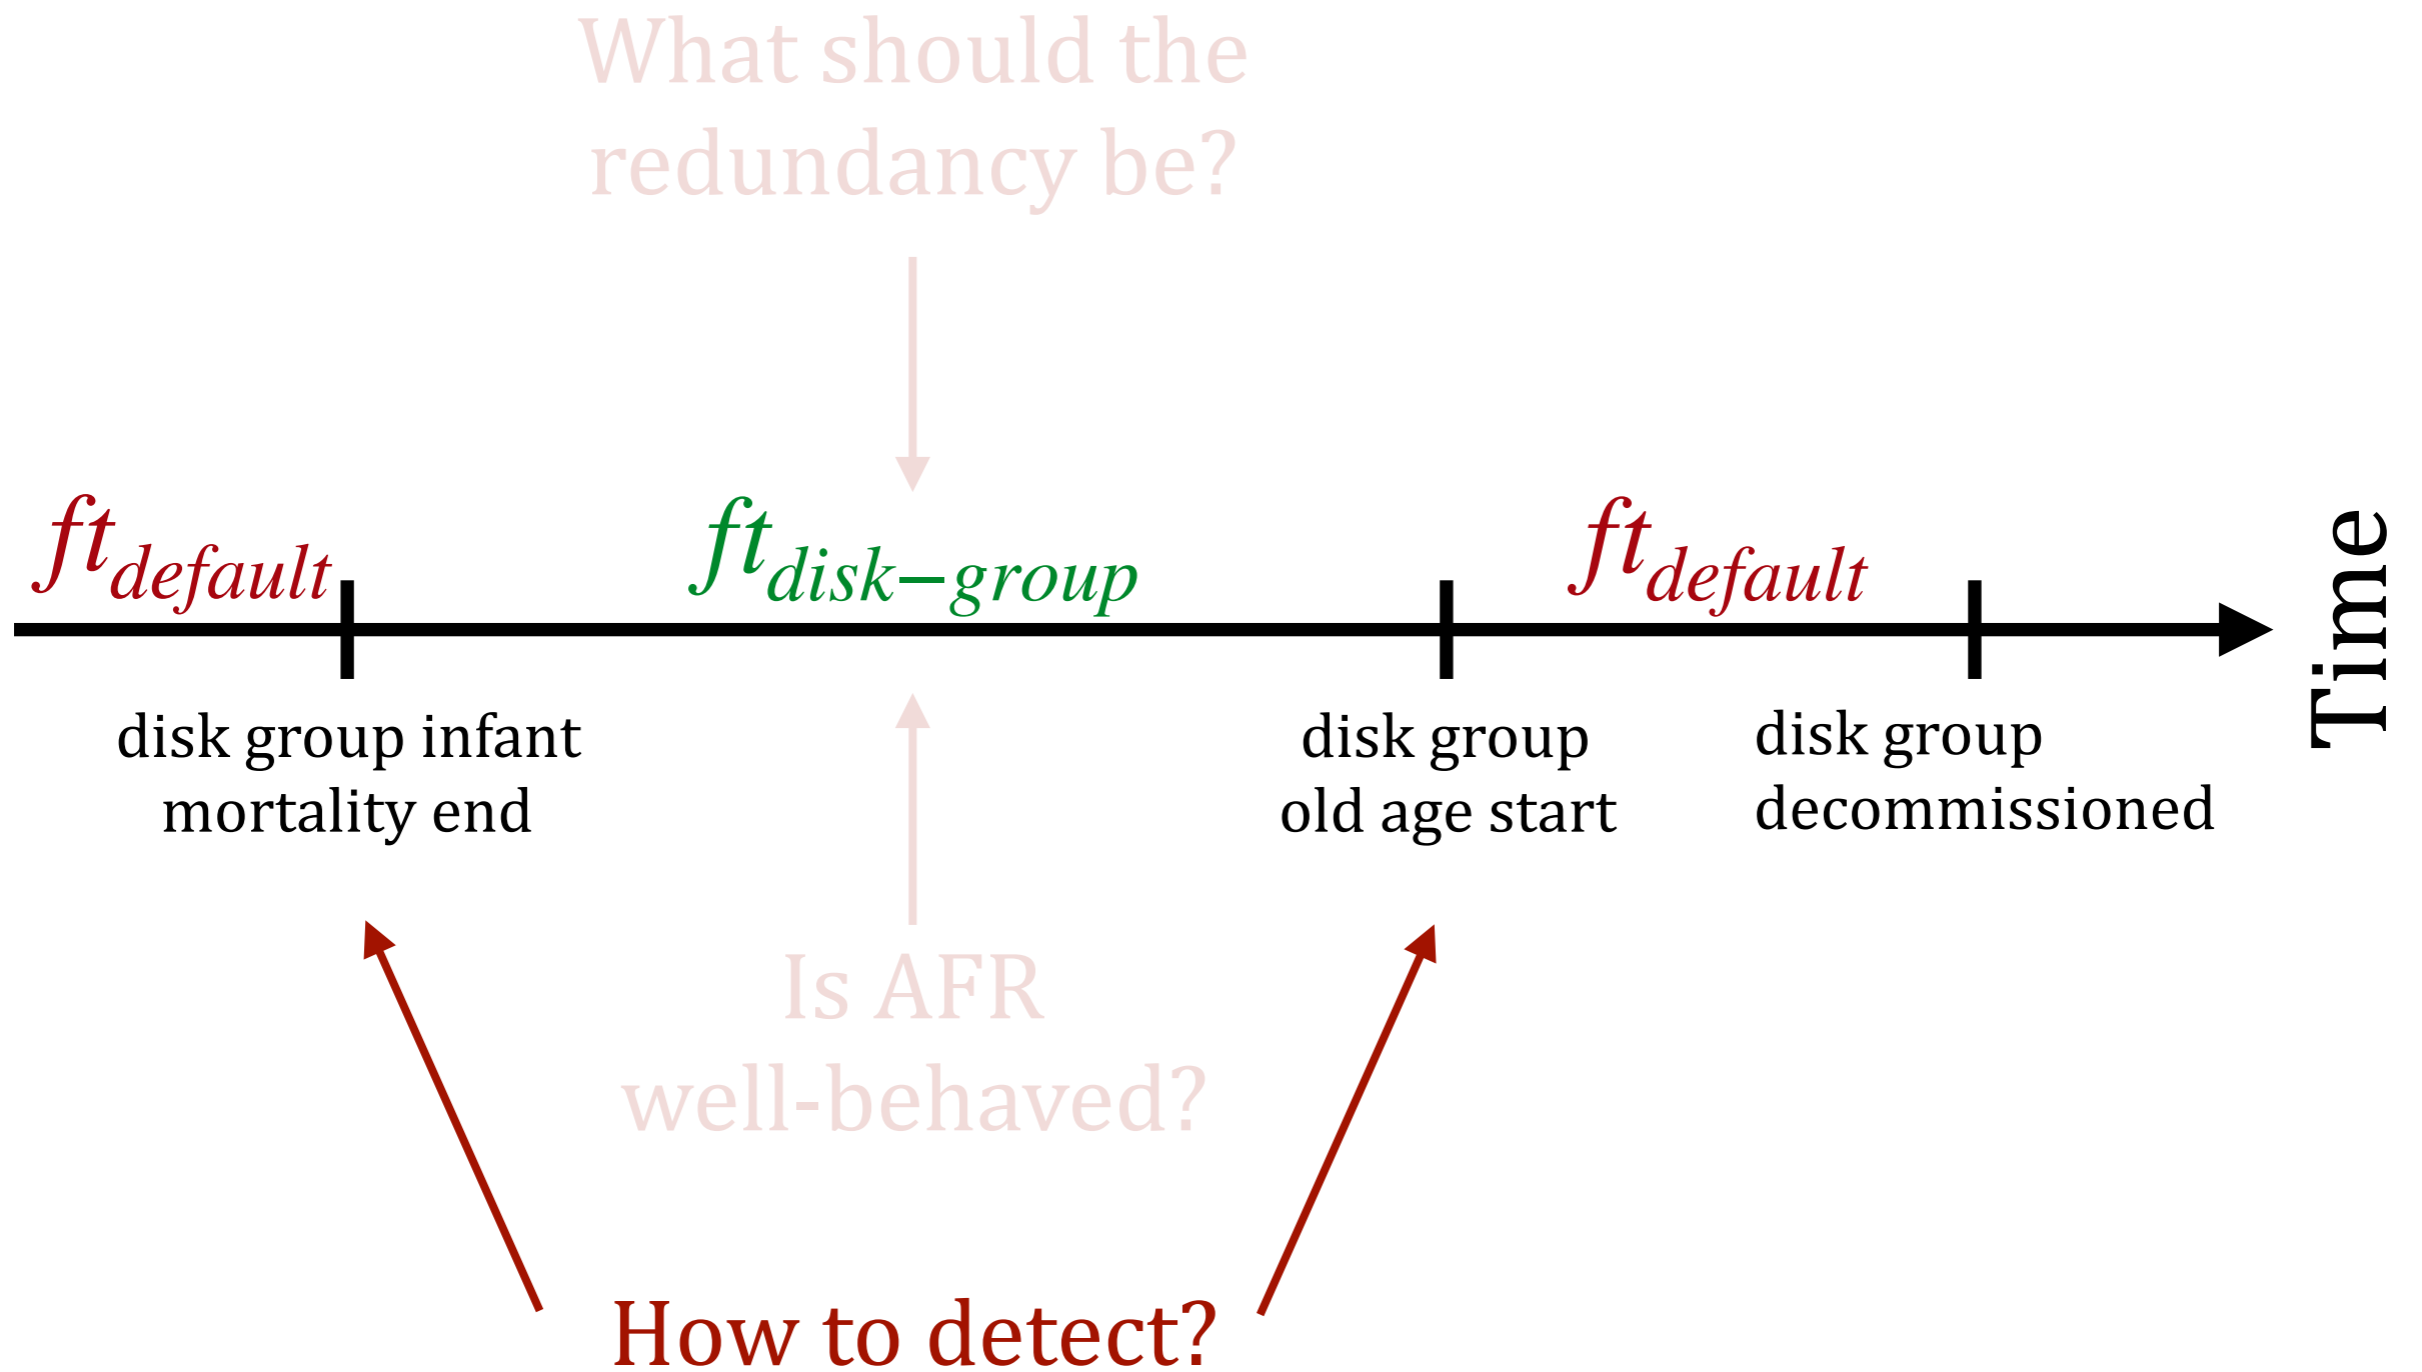 What should the
redundancy be?
ft_default
ft_disk−group
ft_default
Time
disk group infant
mortality end
disk group
old age start
disk group
decommissioned
Is AFR
well-behaved?
How to detect?